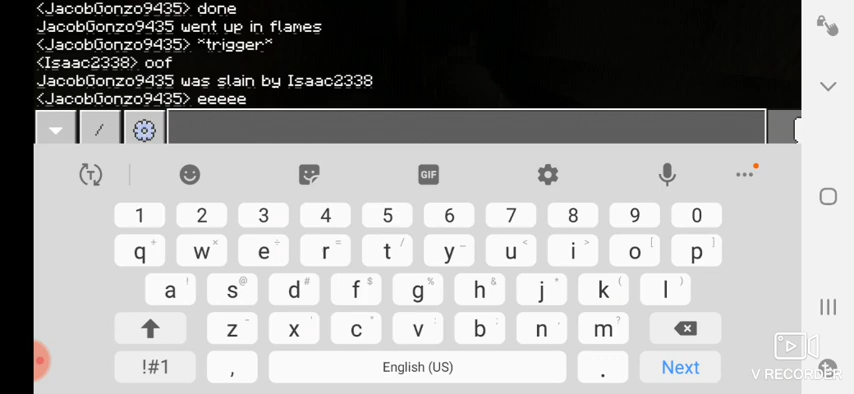 <JacobGonzo9435> done
JacobGonzo9435 went up in flames
<JacobGonzo9435> *trigger*
<Isaac2338> oof
JacobGonzo9435 was slain by Isaac2338
<JacobGonzo9435> eeeee
/
T GIF
1 2 3 4 5 6 7 8 9 0
q + w × e ÷ r = t / y _ u < i > o [ p ]
a ! s @ d # f $ g % h & j * k ( l )
z - x ' c " v : b ; n , m ?
!#1 , English (US) . Next
V RECORDER